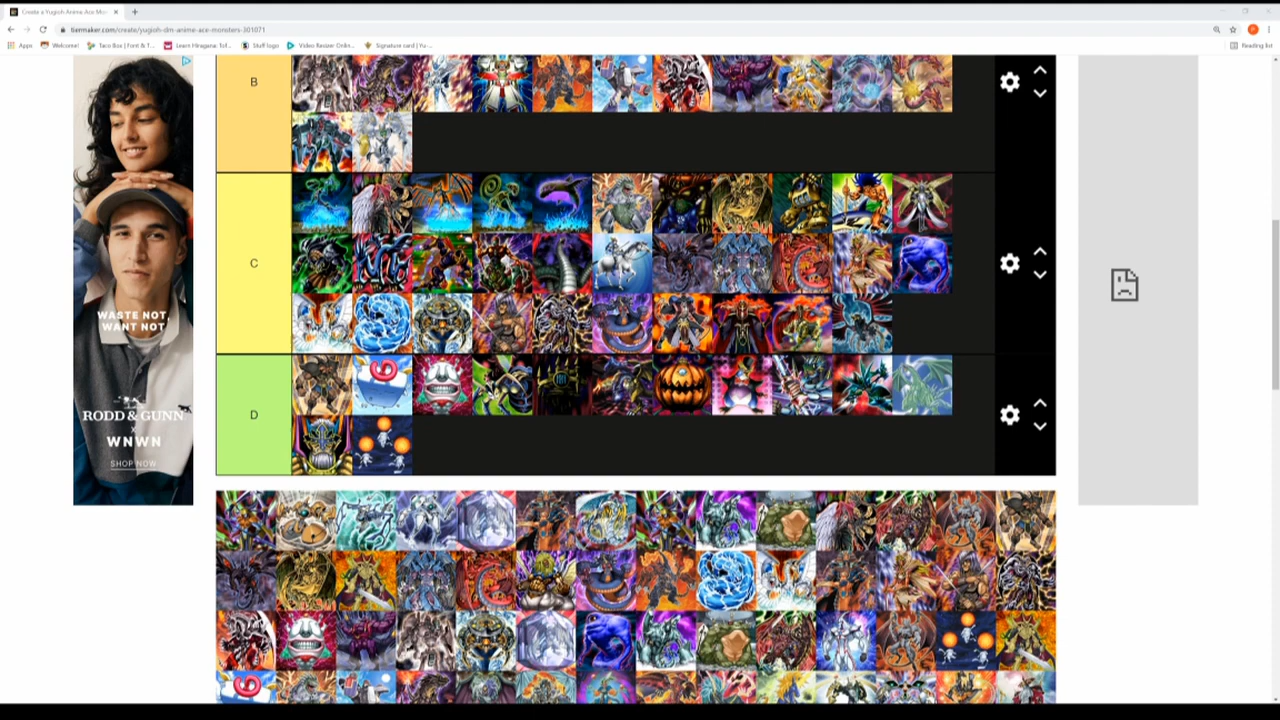 Create a Yugioh Anime Ace Mon
tiermaker.com/create/yugioh-dm-anime-ace-monsters-301071
Apps
Welcome!
Taco Box | Font & f...
Learn Hiragana: Tof...
Stuff logo
Video Resizer Onlin...
Signature card | Yu-...
Reading list
B
C
D
WASTE NOT,
WANT NOT
RODD & GUNN
X
WNWN
SHOP NOW